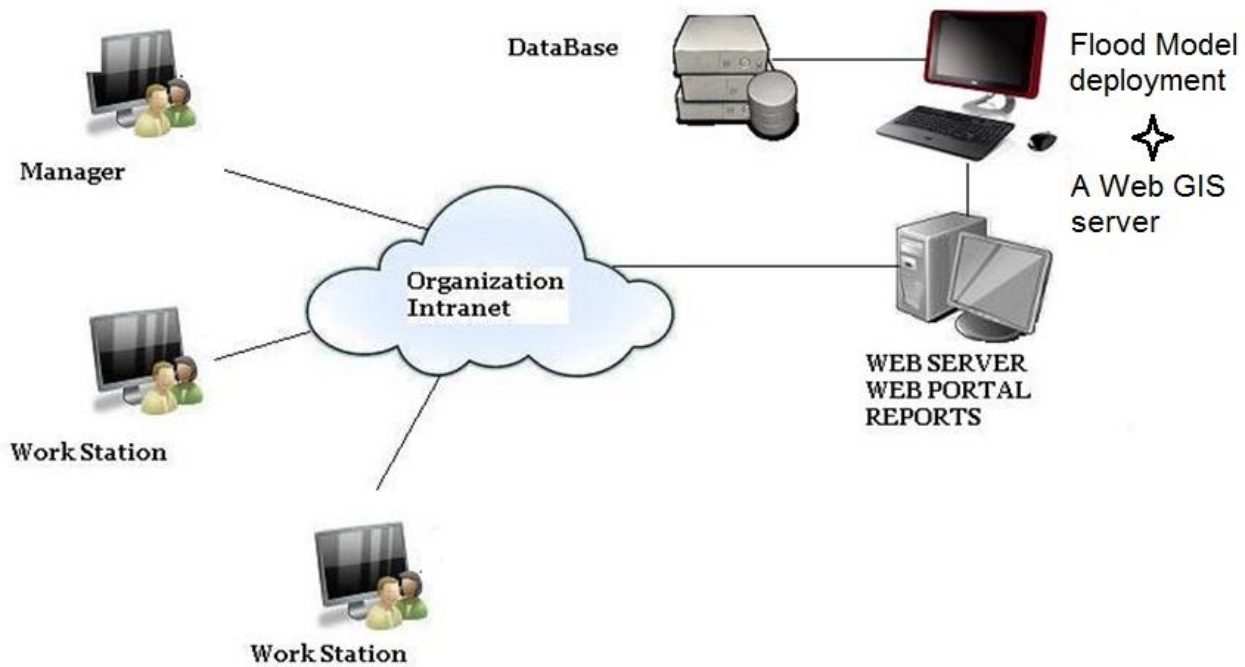 DataBase
Flood Model
deployment
A Web GIS
server
Manager
Organization
Intranet
WEB SERVER
WEB PORTAL
REPORTS
Work Station
Work Station